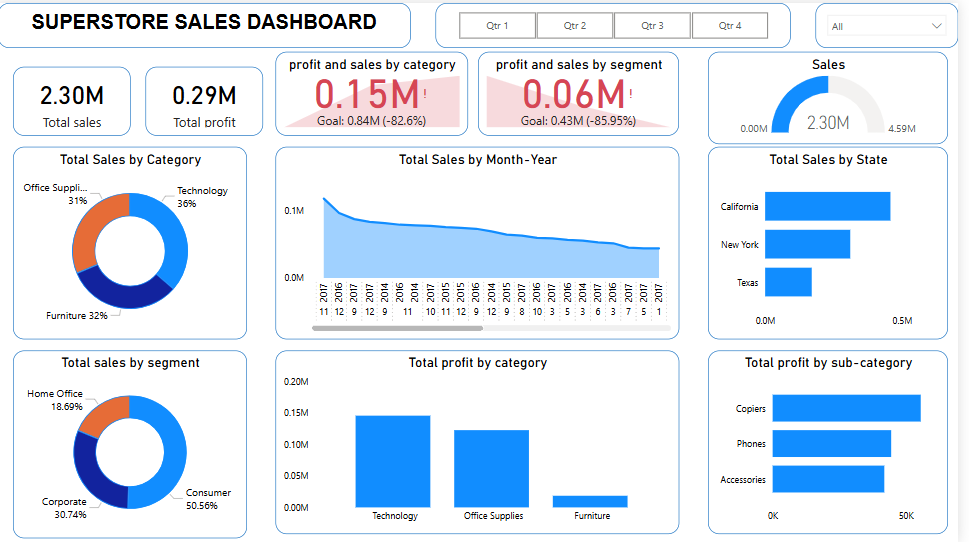 SUPERSTORE SALES DASHBOARD
Qtr 1
Qtr 2
Qtr 3
Qtr 4
All
2.30M
Total sales
0.29M
Total profit
profit and sales by category
0.15M!
Goal: 0.84M (-82.6%)
profit and sales by segment
0.06M!
Goal: 0.43M (-85.95%)
Sales
0.00M
2.30M
4.59M
Total Sales by Category
Office Suppli...
31%
Technology
36%
Furniture 32%
Total Sales by Month-Year
0.1M
0.0M
2017 2016 2017 2017 2014 2016 2014 2017 2015 2015 2016 2017 2016 2016 2017 2017 2016 2014 2016 2016 2017 2017 2017
11 12 9 12 9 11 11 10 11 12 12 9 9 8 10 3 5 5 6 3 7 5 1
Total Sales by State
California
New York
Texas
0.0M
0.5M
Total sales by segment
Home Office
18.69%
Corporate
30.74%
Consumer
50.56%
Total profit by category
0.20M
0.15M
0.10M
0.05M
0.00M
Technology
Office Supplies
Furniture
Total profit by sub-category
Copiers
Phones
Accessories
0K
50K